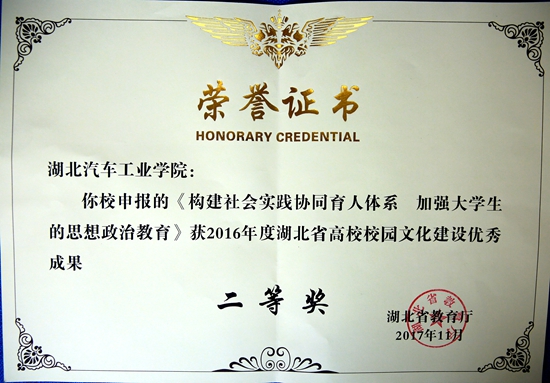 荣誉证书
HONORARY CREDENTIAL
湖北汽车工业学院：
你校申报的《构建社会实践协同育人体系 加强大学生
的思想政治教育》获2016年度湖北省高校校园文化建设优秀
成果
二等奖
湖北省教育厅
2017年11月